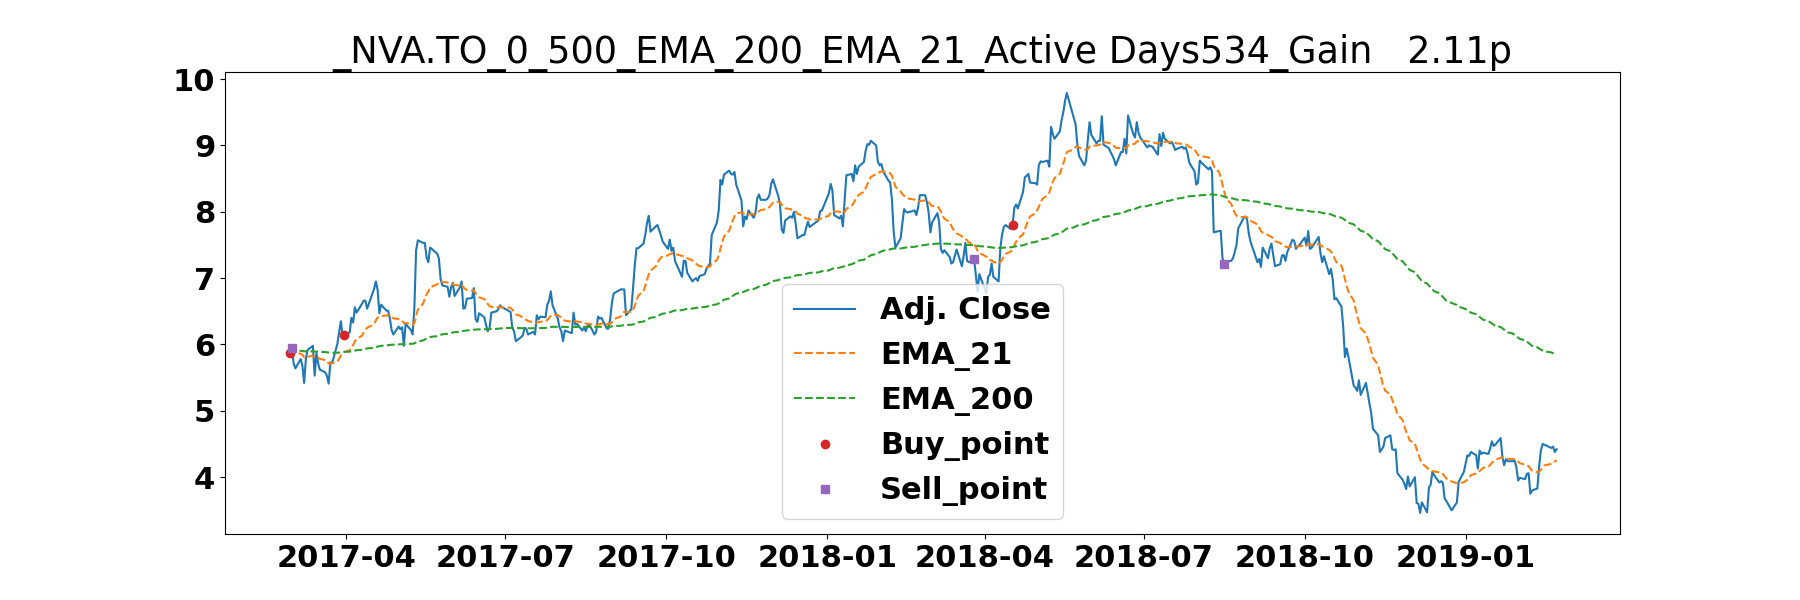 _NVA.TO_0_500_EMA_200_EMA_21_Active Days534_Gain   2.11p
10
9
8
7
6
5
4
Adj. Close
EMA_21
EMA_200
Buy_point
Sell_point
2017-04 2017-07 2017-10 2018-01 2018-04 2018-07 2018-10 2019-01